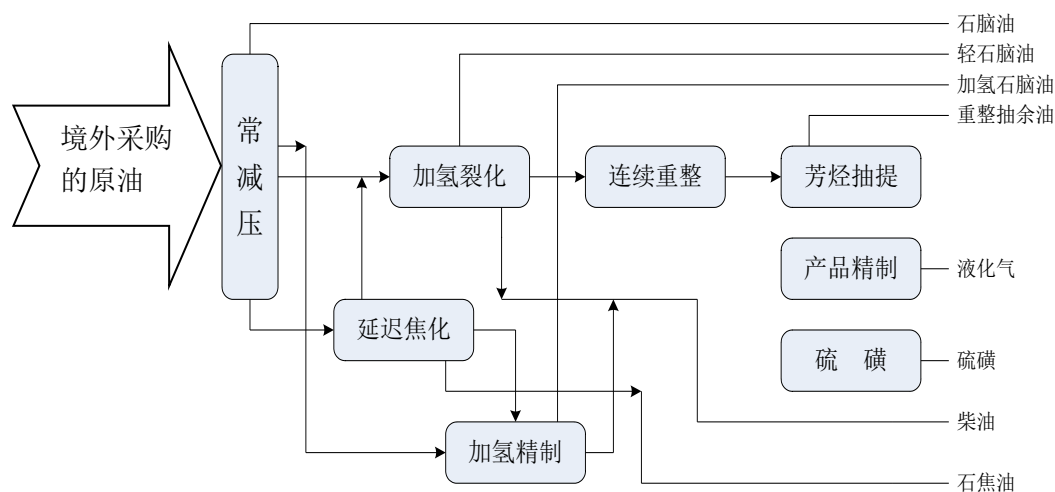 石脑油
轻石脑油
加氢石脑油
重整抽余油
境外采购
的原油
常
减
压
加氢裂化
连续重整
芳烃抽提
产品精制
液化气
延迟焦化
硫 磺
硫磺
柴油
加氢精制
石焦油